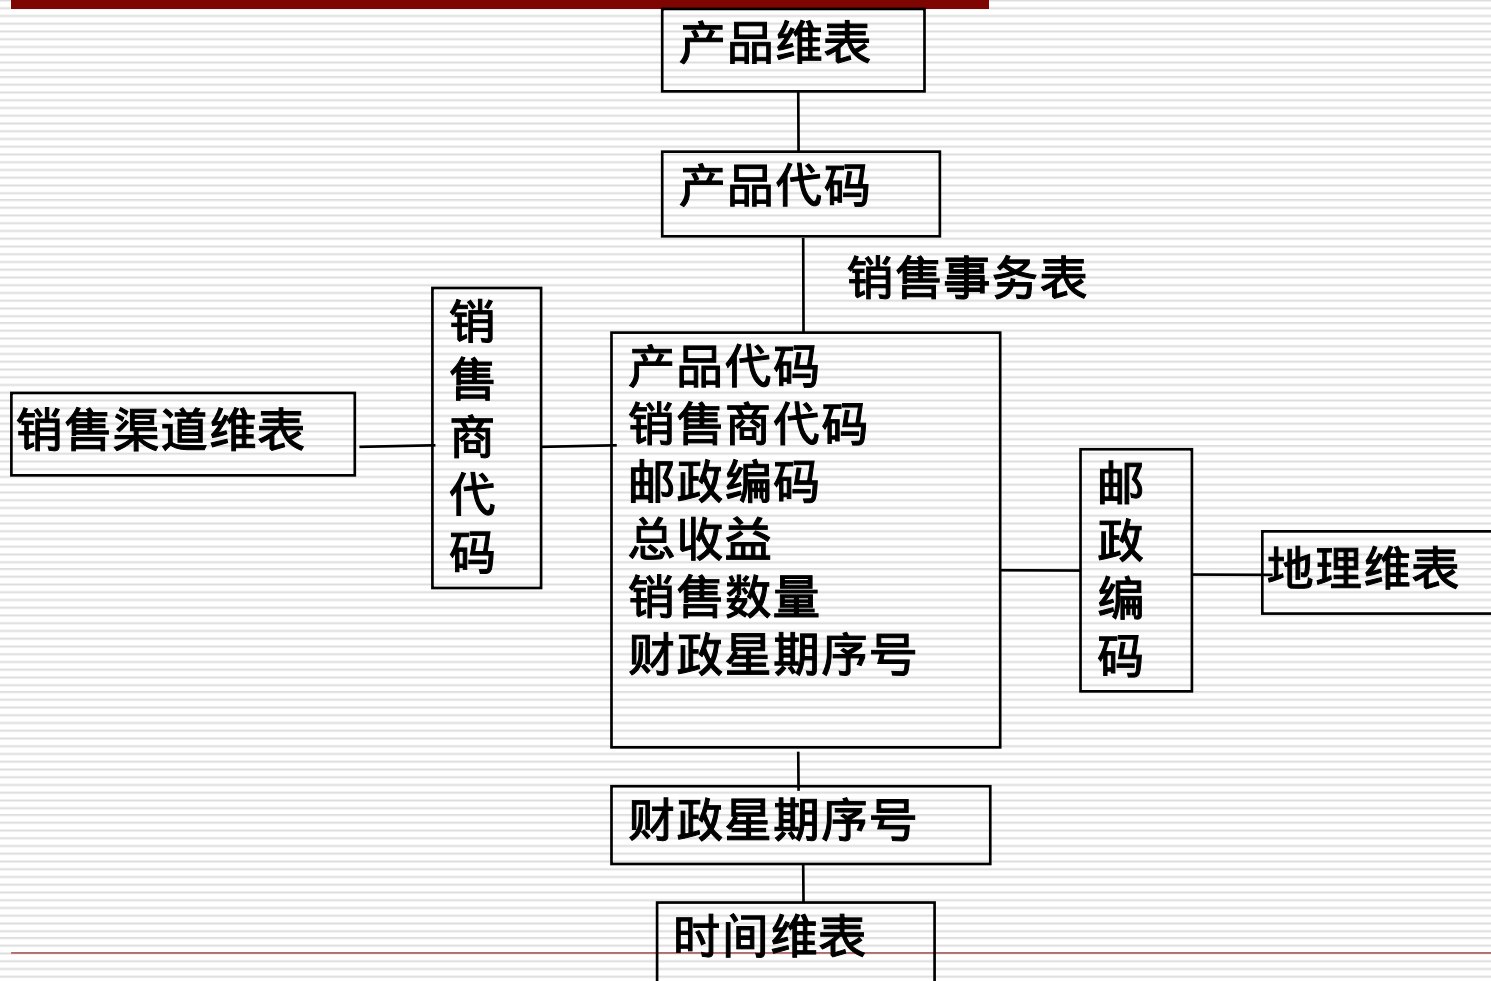 产品维表
产品代码
销售事务表
销
售
商
代
码
销售渠道维表
产品代码
销售商代码
邮政编码
总收益
销售数量
财政星期序号
邮
政
编
码
地理维表
财政星期序号
时间维表